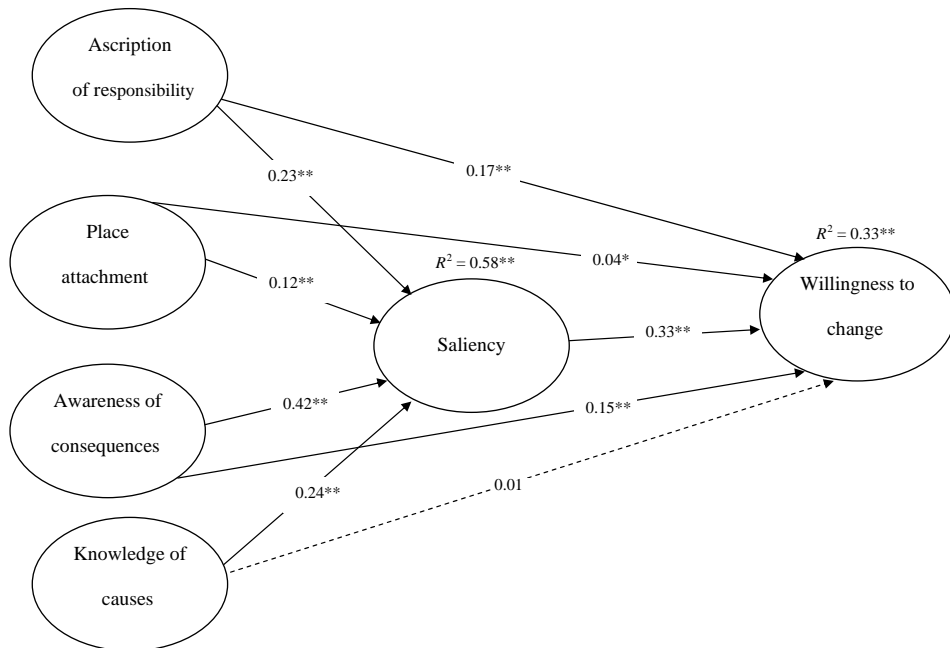 Ascription
of responsibility
0.23**
0.17**
Place
attachment
0.12**
0.04*
R² = 0.58**
R² = 0.33**
Saliency
Willingness to
change
0.33**
Awareness of
consequences
0.42**
0.15**
0.24**
0.01
Knowledge of
causes